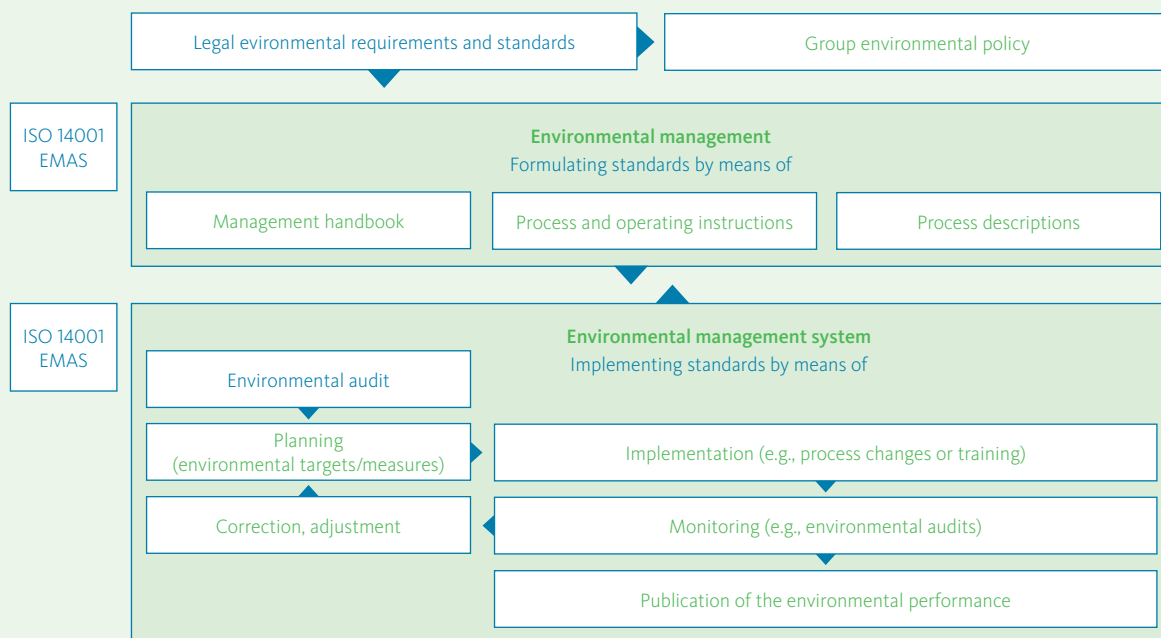 Legal evironmental requirements and standards
Group environmental policy
ISO 14001
EMAS
Environmental management
Formulating standards by means of
Management handbook
Process and operating instructions
Process descriptions
ISO 14001
EMAS
Environmental management system
Implementing standards by means of
Environmental audit
Planning
(environmental targets/measures)
Implementation (e.g., process changes or training)
Correction, adjustment
Monitoring (e.g., environmental audits)
Publication of the environmental performance